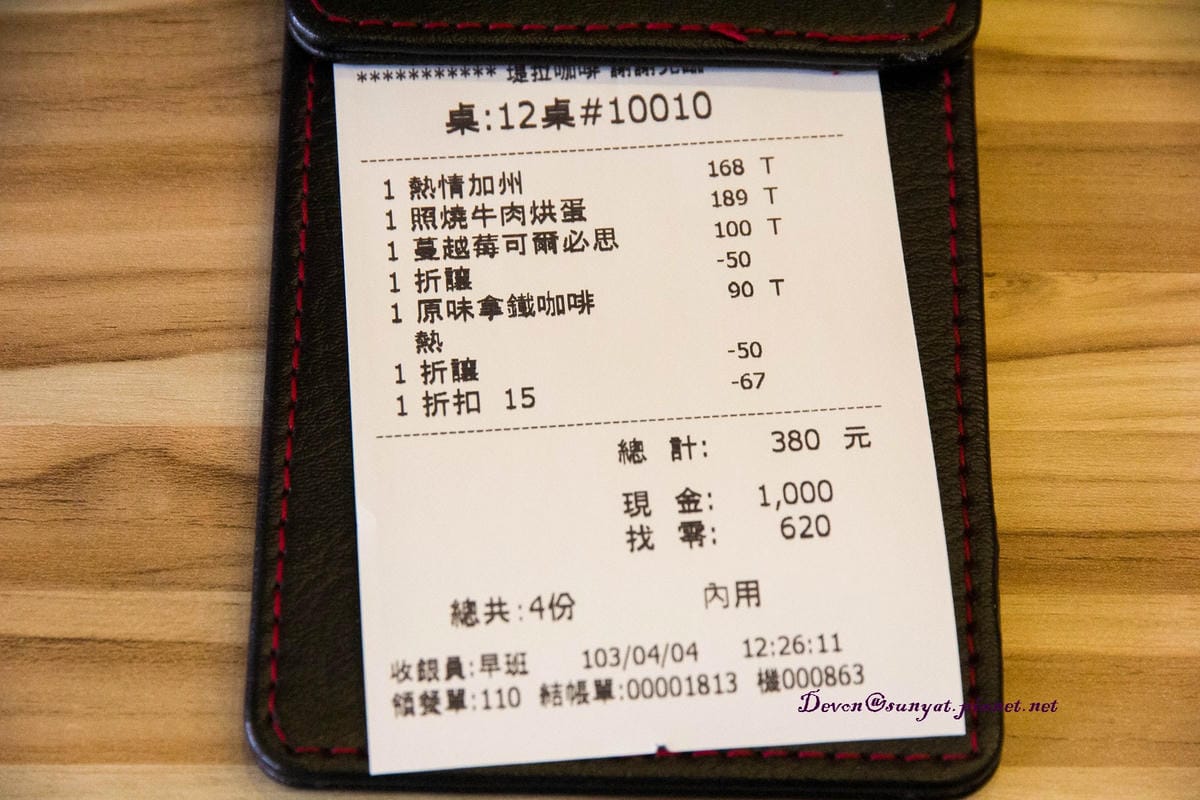 *********** 堤拉咖啡 謝謝光臨
桌:12桌#10010
1 熱情加州 168 T
1 照燒牛肉烘蛋 189 T
1 蔓越莓可爾必思 100 T
1 折讓 -50
1 原味拿鐵咖啡 90 T
熱
1 折讓 -50
1 折扣 15 -67
總 計: 380 元
現 金: 1,000
找 零: 620
總共:4份 內用
收銀員:早班 103/04/04 12:26:11
領餐單:110 結帳單:00001813 機000863